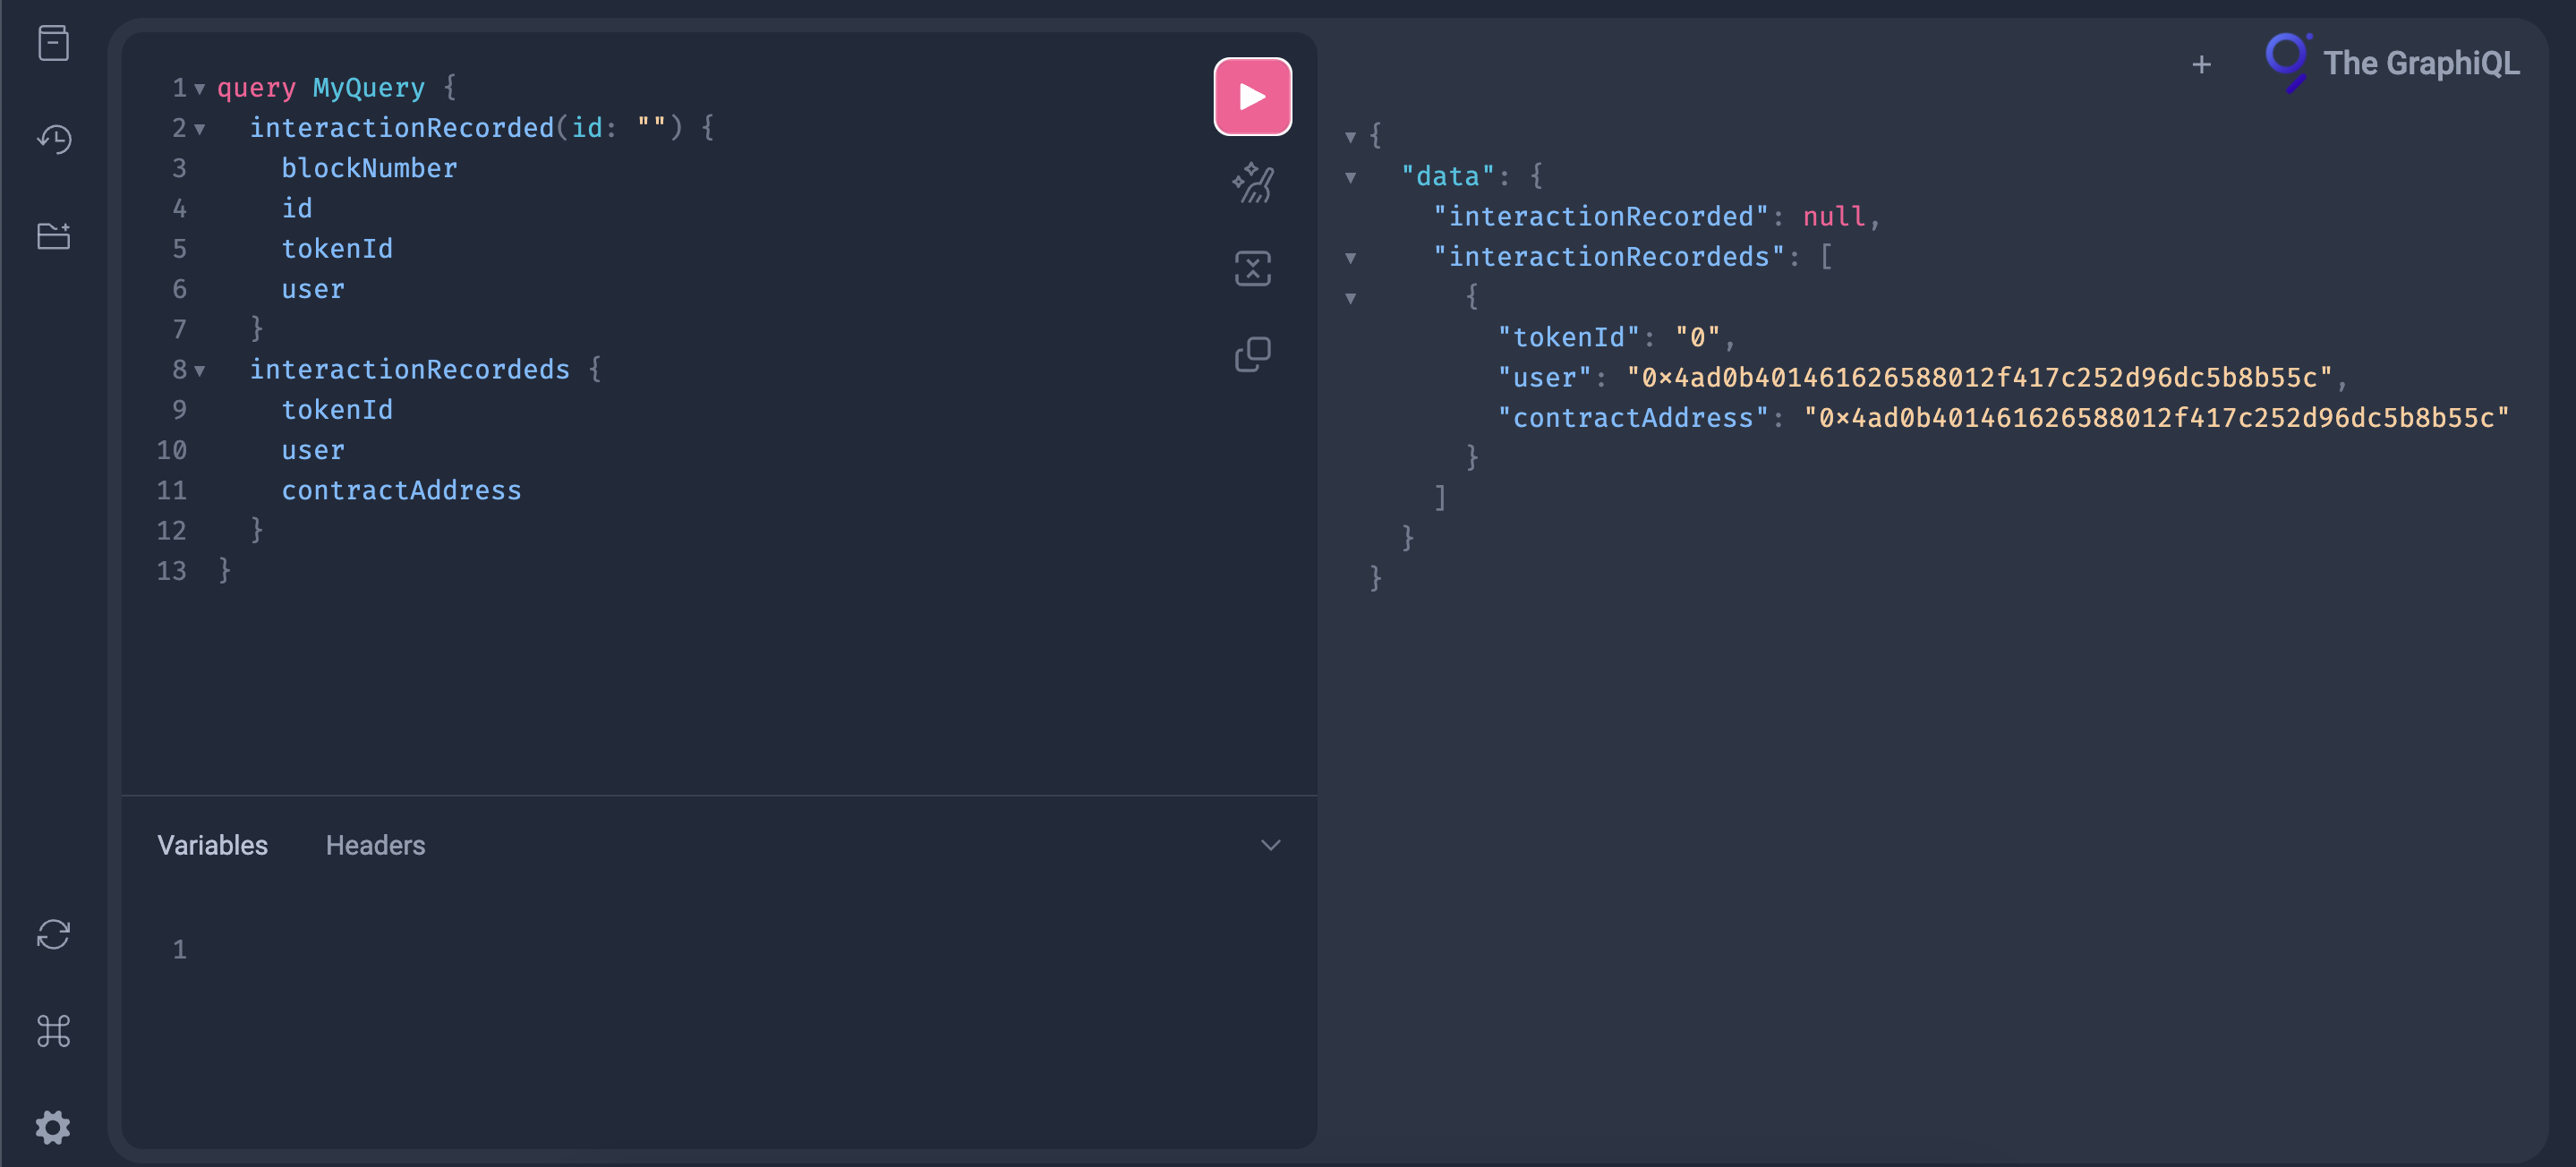 1 query MyQuery {
2   interactionRecorded(id: "") {
3     blockNumber
4     id
5     tokenId
6     user
7   }
8   interactionRecordeds {
9     tokenId
10     user
11     contractAddress
12   }
13 }
Variables Headers
1
+ The GraphiQL
{
  "data": {
    "interactionRecorded": null,
    "interactionRecordeds": [
      {
        "tokenId": "0",
        "user": "0x4ad0b401461626588012f417c252d96dc5b8b55c",
        "contractAddress": "0x4ad0b401461626588012f417c252d96dc5b8b55c"
      }
    ]
  }
}